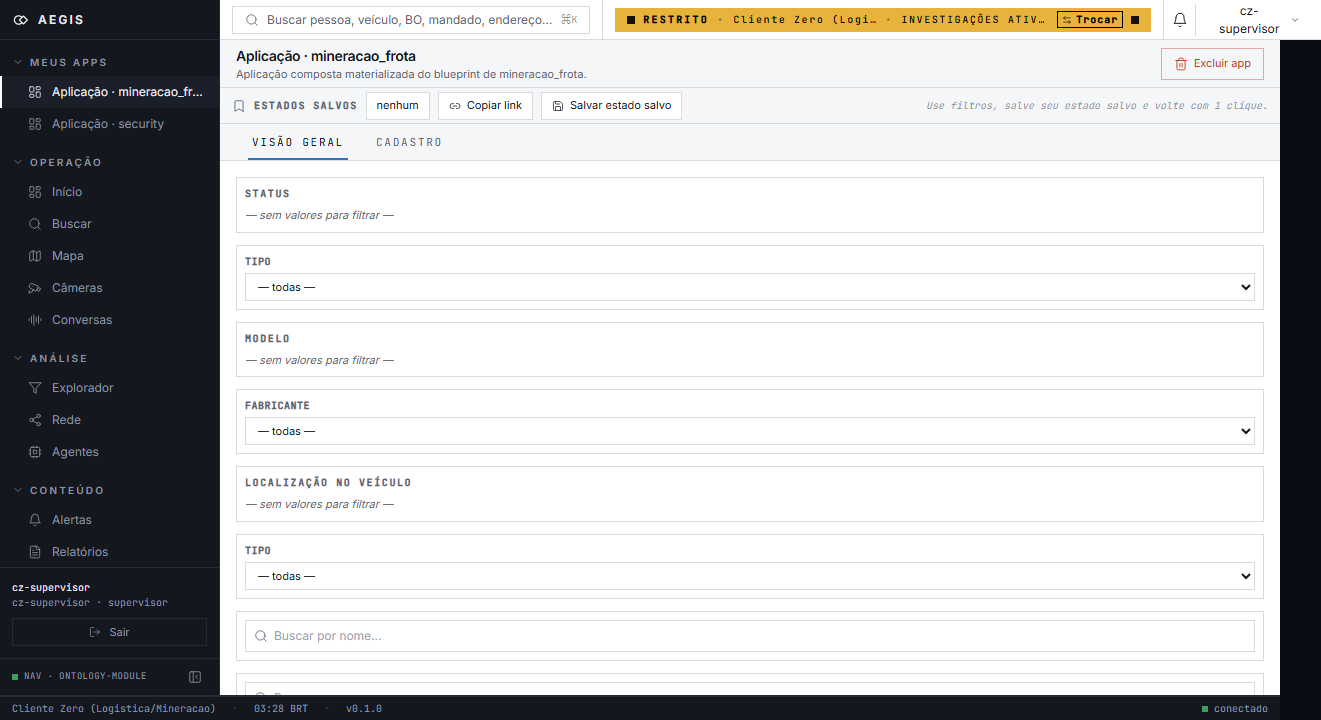 AEGIS
Buscar pessoa, veículo, BO, mandado, endereço... ⌘K
RESTRITO · Cliente Zero (Logi… · INVESTIGAÇÕES ATIV… Trocar
cz-supervisor
MEUS APPS
Aplicação · mineracao_fr...
Aplicação · security
OPERAÇÃO
Início
Buscar
Mapa
Câmeras
Conversas
ANÁLISE
Explorador
Rede
Agentes
CONTEÚDO
Alertas
Relatórios
cz-supervisor
cz-supervisor · supervisor
Sair
NAV · ONTOLOGY-MODULE
Aplicação · mineracao_frota
Aplicação composta materializada do blueprint de mineracao_frota.
Excluir app
ESTADOS SALVOS nenhum Copiar link Salvar estado salvo
Use filtros, salve seu estado salvo e volte com 1 clique.
VISÃO GERAL CADASTRO
STATUS
— sem valores para filtrar —
TIPO
— todas —
MODELO
— sem valores para filtrar —
FABRICANTE
— todas —
LOCALIZAÇÃO NO VEÍCULO
— sem valores para filtrar —
TIPO
— todas —
Buscar por nome...
Cliente Zero (Logistica/Mineracao) · 03:28 BRT · v0.1.0
conectado